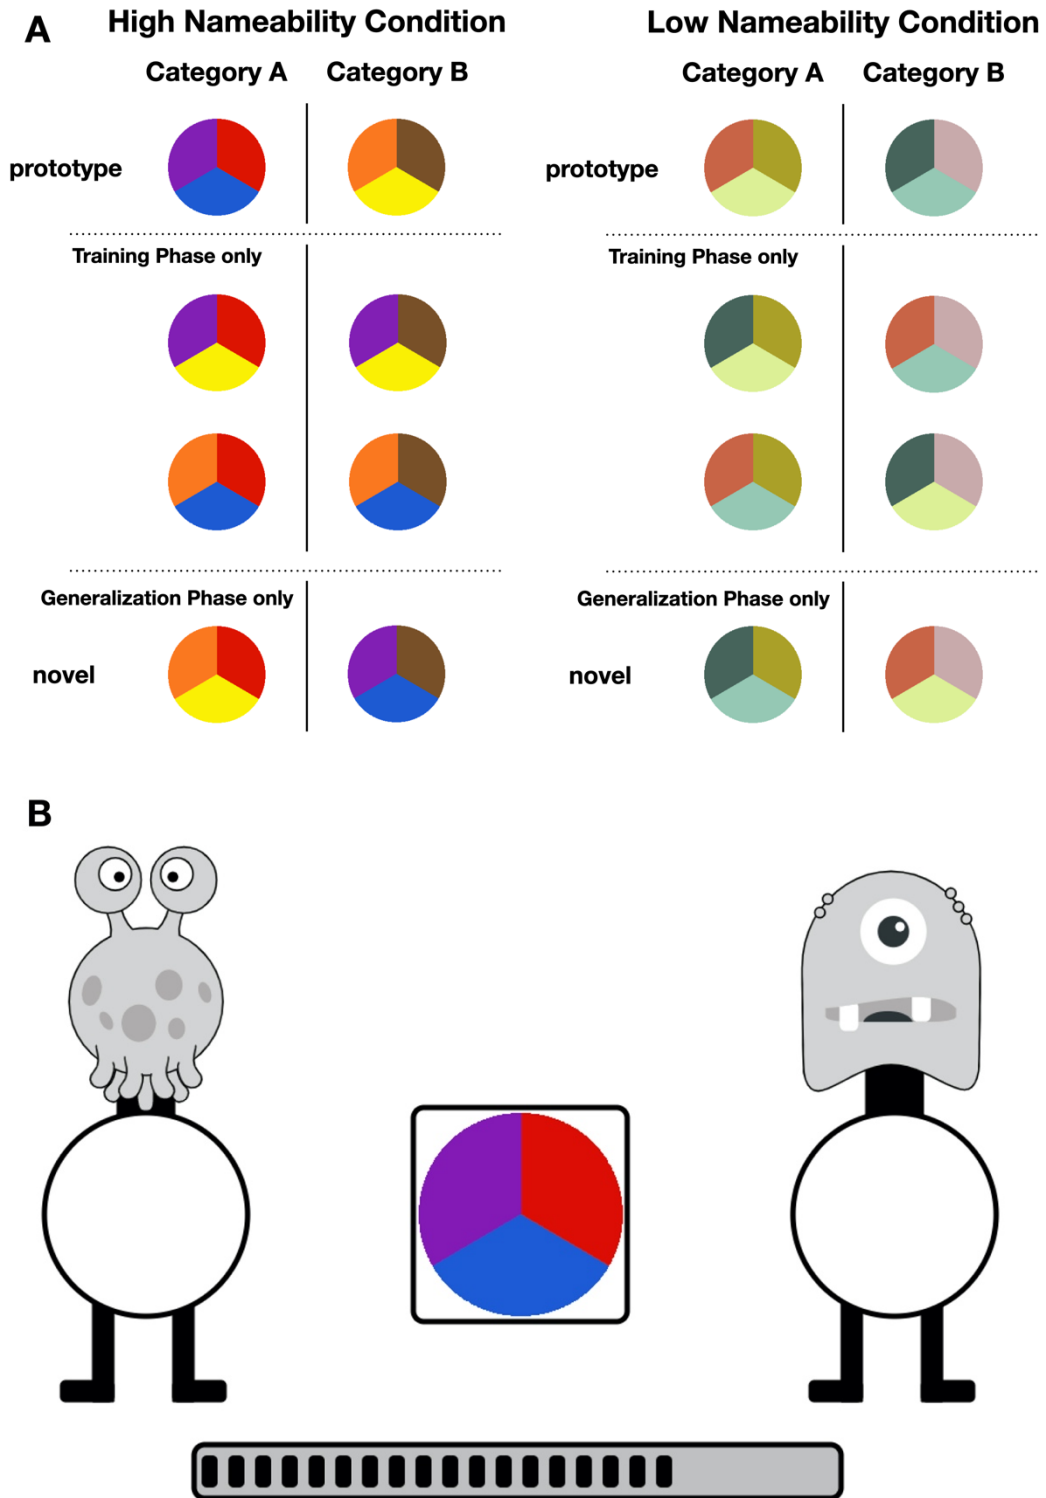 A
High Nameability Condition
Low Nameability Condition
Category A
Category B
Category A
Category B
prototype
prototype
Training Phase only
Training Phase only
Generalization Phase only
Generalization Phase only
novel
novel
B